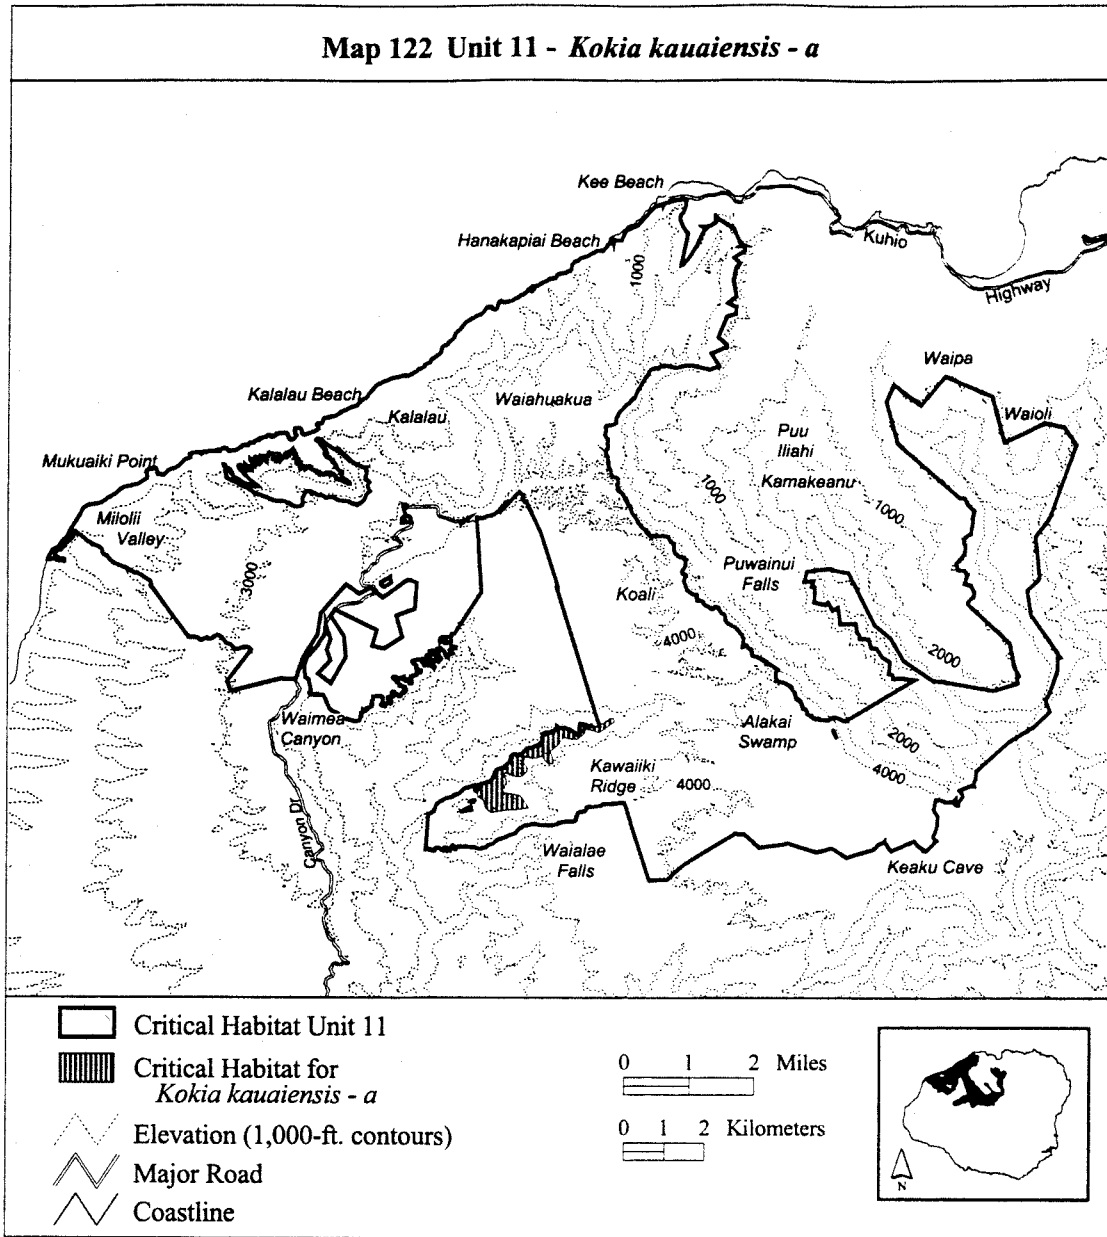 Map 122 Unit 11 - Kokia kauaiensis - a
Kee Beach
Hanakapiai Beach
Kuhio
1000
Highway
Waipa
Kalalau Beach
Kalalau
Waiahuakua
Waioli
Puu
Iliahi
Mukuaiki Point
Kamakeanu
1000
1000
Milolii
Valley
3000
Puwainui
Falls
Koali
4000
2000
Waimea
Canyon
Alakai
Swamp
2000
Kawaiiki
Ridge
4000
4000
Canyon Dr
Waialae
Falls
Keaku Cave
Critical Habitat Unit 11
Critical Habitat for
Kokia kauaiensis - a
Elevation (1,000-ft. contours)
Major Road
Coastline
0 1 2 Miles
0 1 2 Kilometers
N